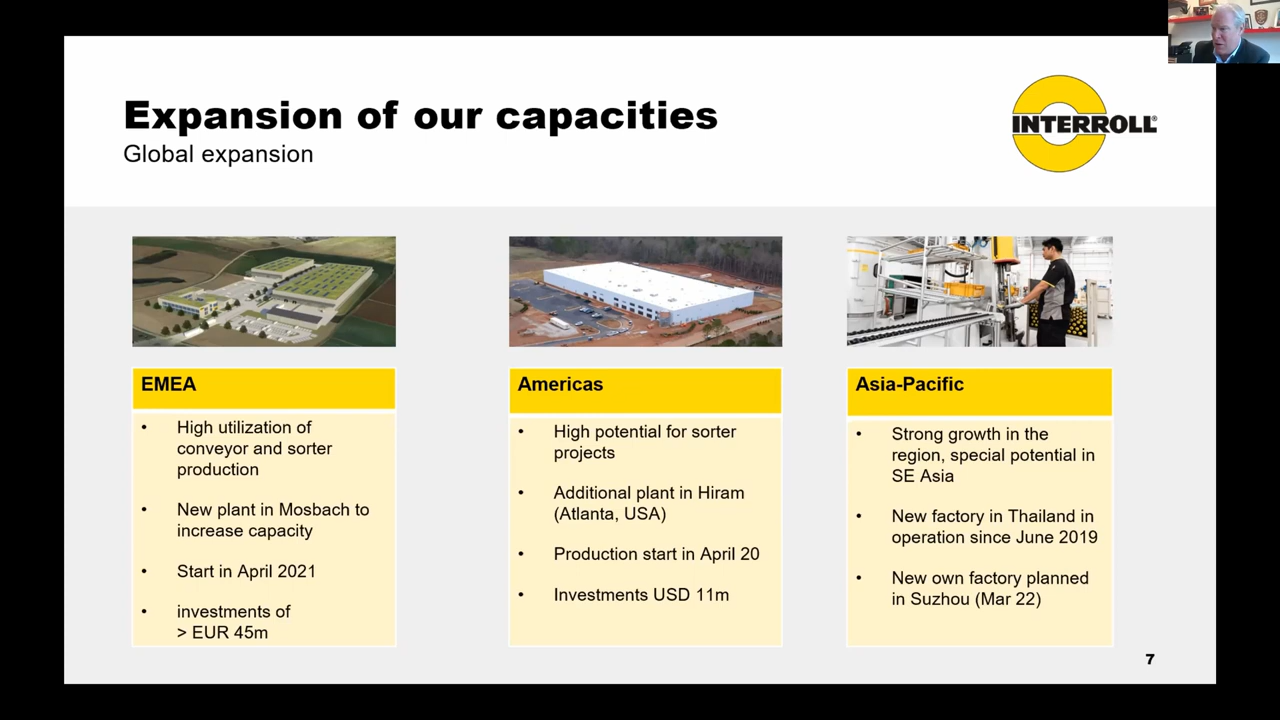 Expansion of our capacities
Global expansion
INTERROLL®
EMEA
• High utilization of
conveyor and sorter
production
• New plant in Mosbach to
increase capacity
• Start in April 2021
• investments of
> EUR 45m
Americas
• High potential for sorter
projects
• Additional plant in Hiram
(Atlanta, USA)
• Production start in April 20
• Investments USD 11m
Asia-Pacific
• Strong growth in the
region, special potential in
SE Asia
• New factory in Thailand in
operation since June 2019
• New own factory planned
in Suzhou (Mar 22)
7